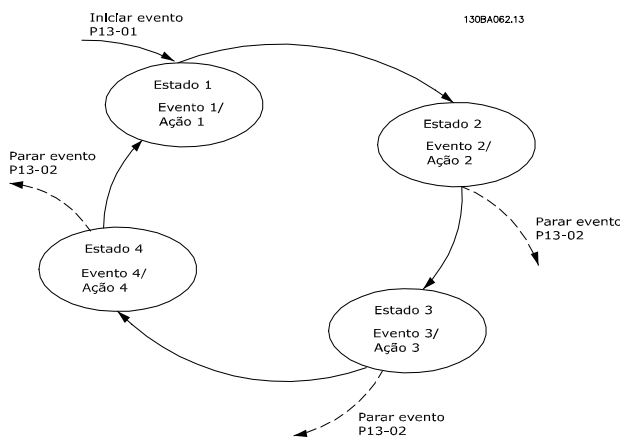 Iniciar evento
P13-01
130BA062.13
Estado 1
Evento 1/
Ação 1
Estado 2
Evento 2/
Ação 2
Parar evento
P13-02
Parar evento
P13-02
Estado 4
Evento 4/
Ação 4
Estado 3
Evento 3/
Ação 3
Parar evento
P13-02